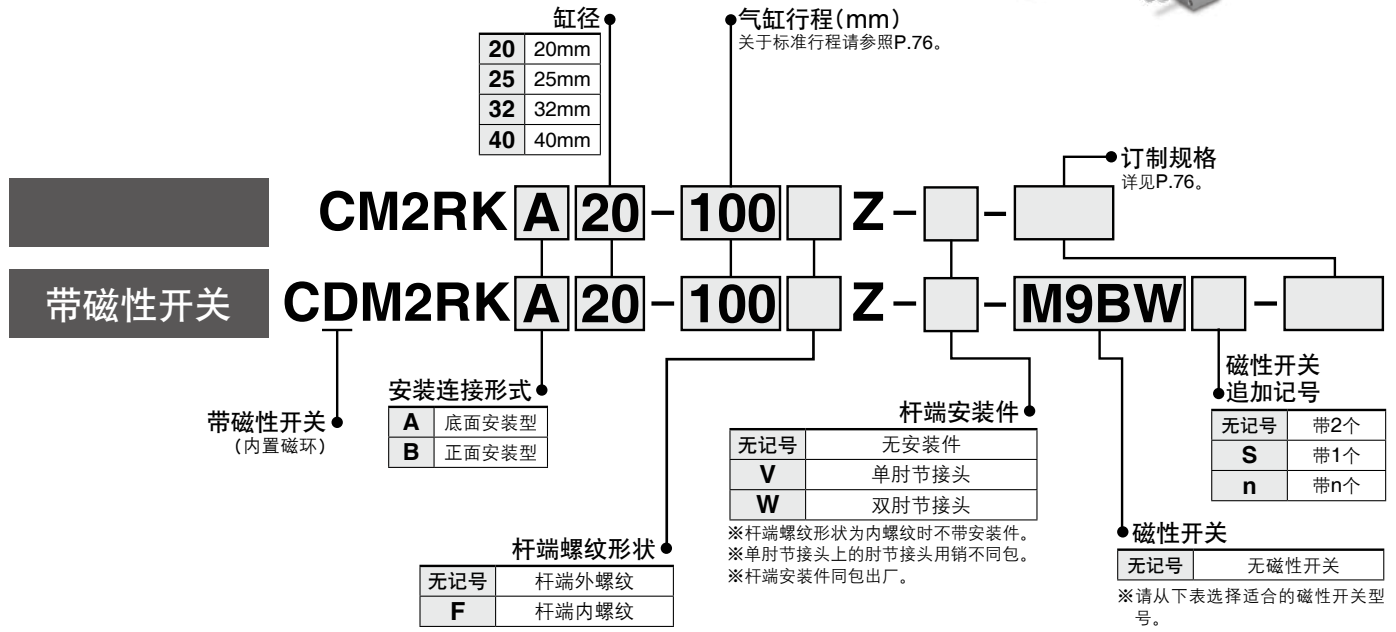 缸径
20 20mm
25 25mm
32 32mm
40 40mm
气缸行程(mm)
关于标准行程请参照P.76。
订制规格
详见P.76。
CM2RK A 20 - 100 Z - -
带磁性开关 CDM2RK A 20 - 100 Z - - M9BW -
带磁性开关
(内置磁环)
安装连接形式
A 底面安装型
B 正面安装型
杆端螺纹形状
无记号 杆端外螺纹
F 杆端内螺纹
杆端安装件
无记号 无安装件
V 单肘节接头
W 双肘节接头
※杆端螺纹形状为内螺纹时不带安装件。
※单肘节接头上的肘节接头用销不同包。
※杆端安装件同包出厂。
磁性开关
追加记号
无记号 带2个
S 带1个
n 带n个
磁性开关
无记号 无磁性开关
※请从下表选择适合的磁性开关型
号。